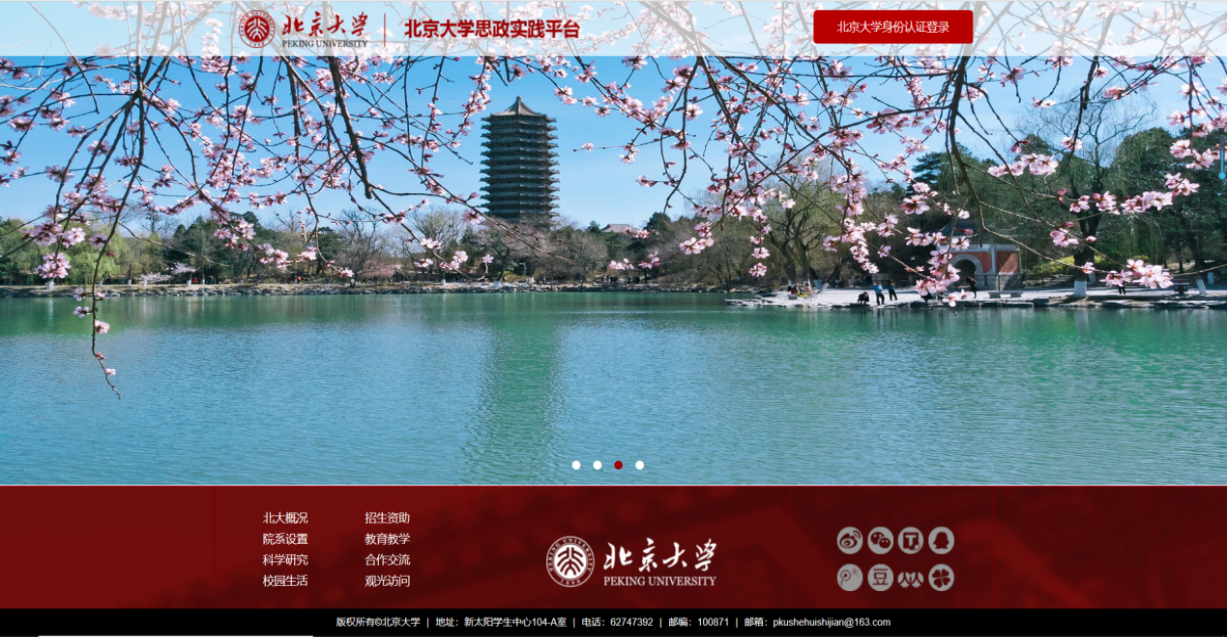 北京大学
PEKING UNIVERSITY
北京大学思政实践平台
北京大学身份认证登录
北大概况 招生资助
院系设置 教育教学
科学研究 合作交流
校园生活 观光访问
北京大学
PEKING UNIVERSITY
豆
版权所有©北京大学 | 地址：新太阳学生中心104-A室 | 电话：62747392 | 邮编：100871 | 邮箱：pkushehuishijian@163.com